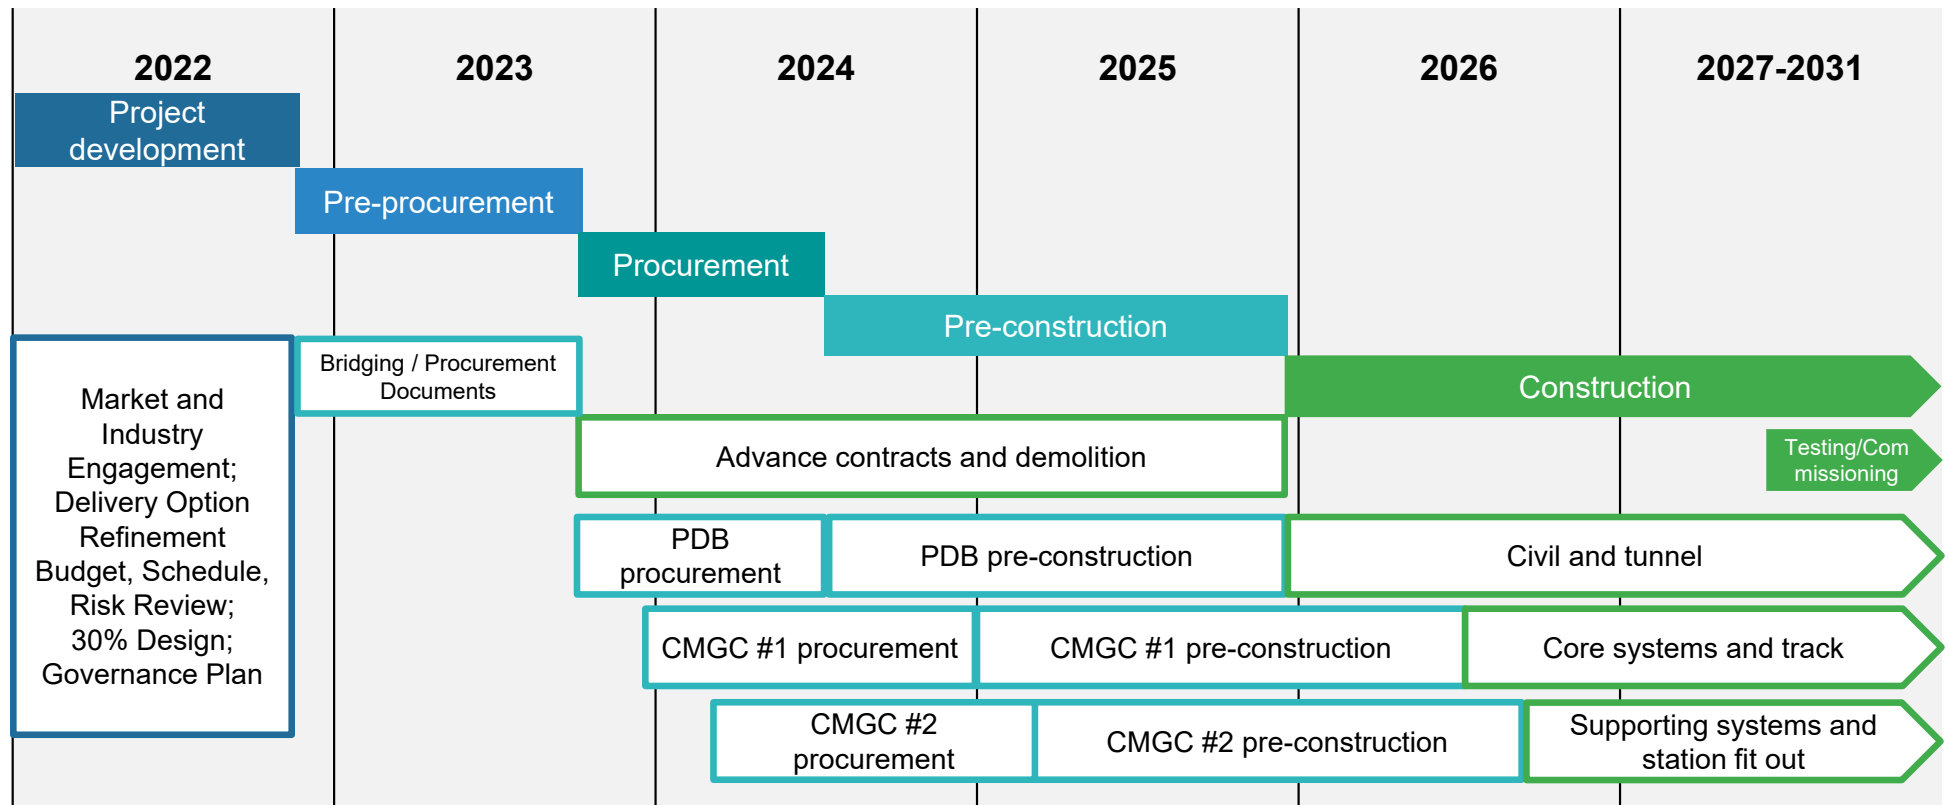 2022
2023
2024
2025
2026
2027-2031
Project
development
Pre-procurement
Procurement
Pre-construction
Construction
Testing/Com
missioning
Market and
Industry
Engagement;
Delivery Option
Refinement
Budget, Schedule,
Risk Review;
30% Design;
Governance Plan
Bridging / Procurement
Documents
Advance contracts and demolition
PDB
procurement
PDB pre-construction
Civil and tunnel
CMGC #1 procurement
CMGC #1 pre-construction
Core systems and track
CMGC #2
procurement
CMGC #2 pre-construction
Supporting systems and
station fit out